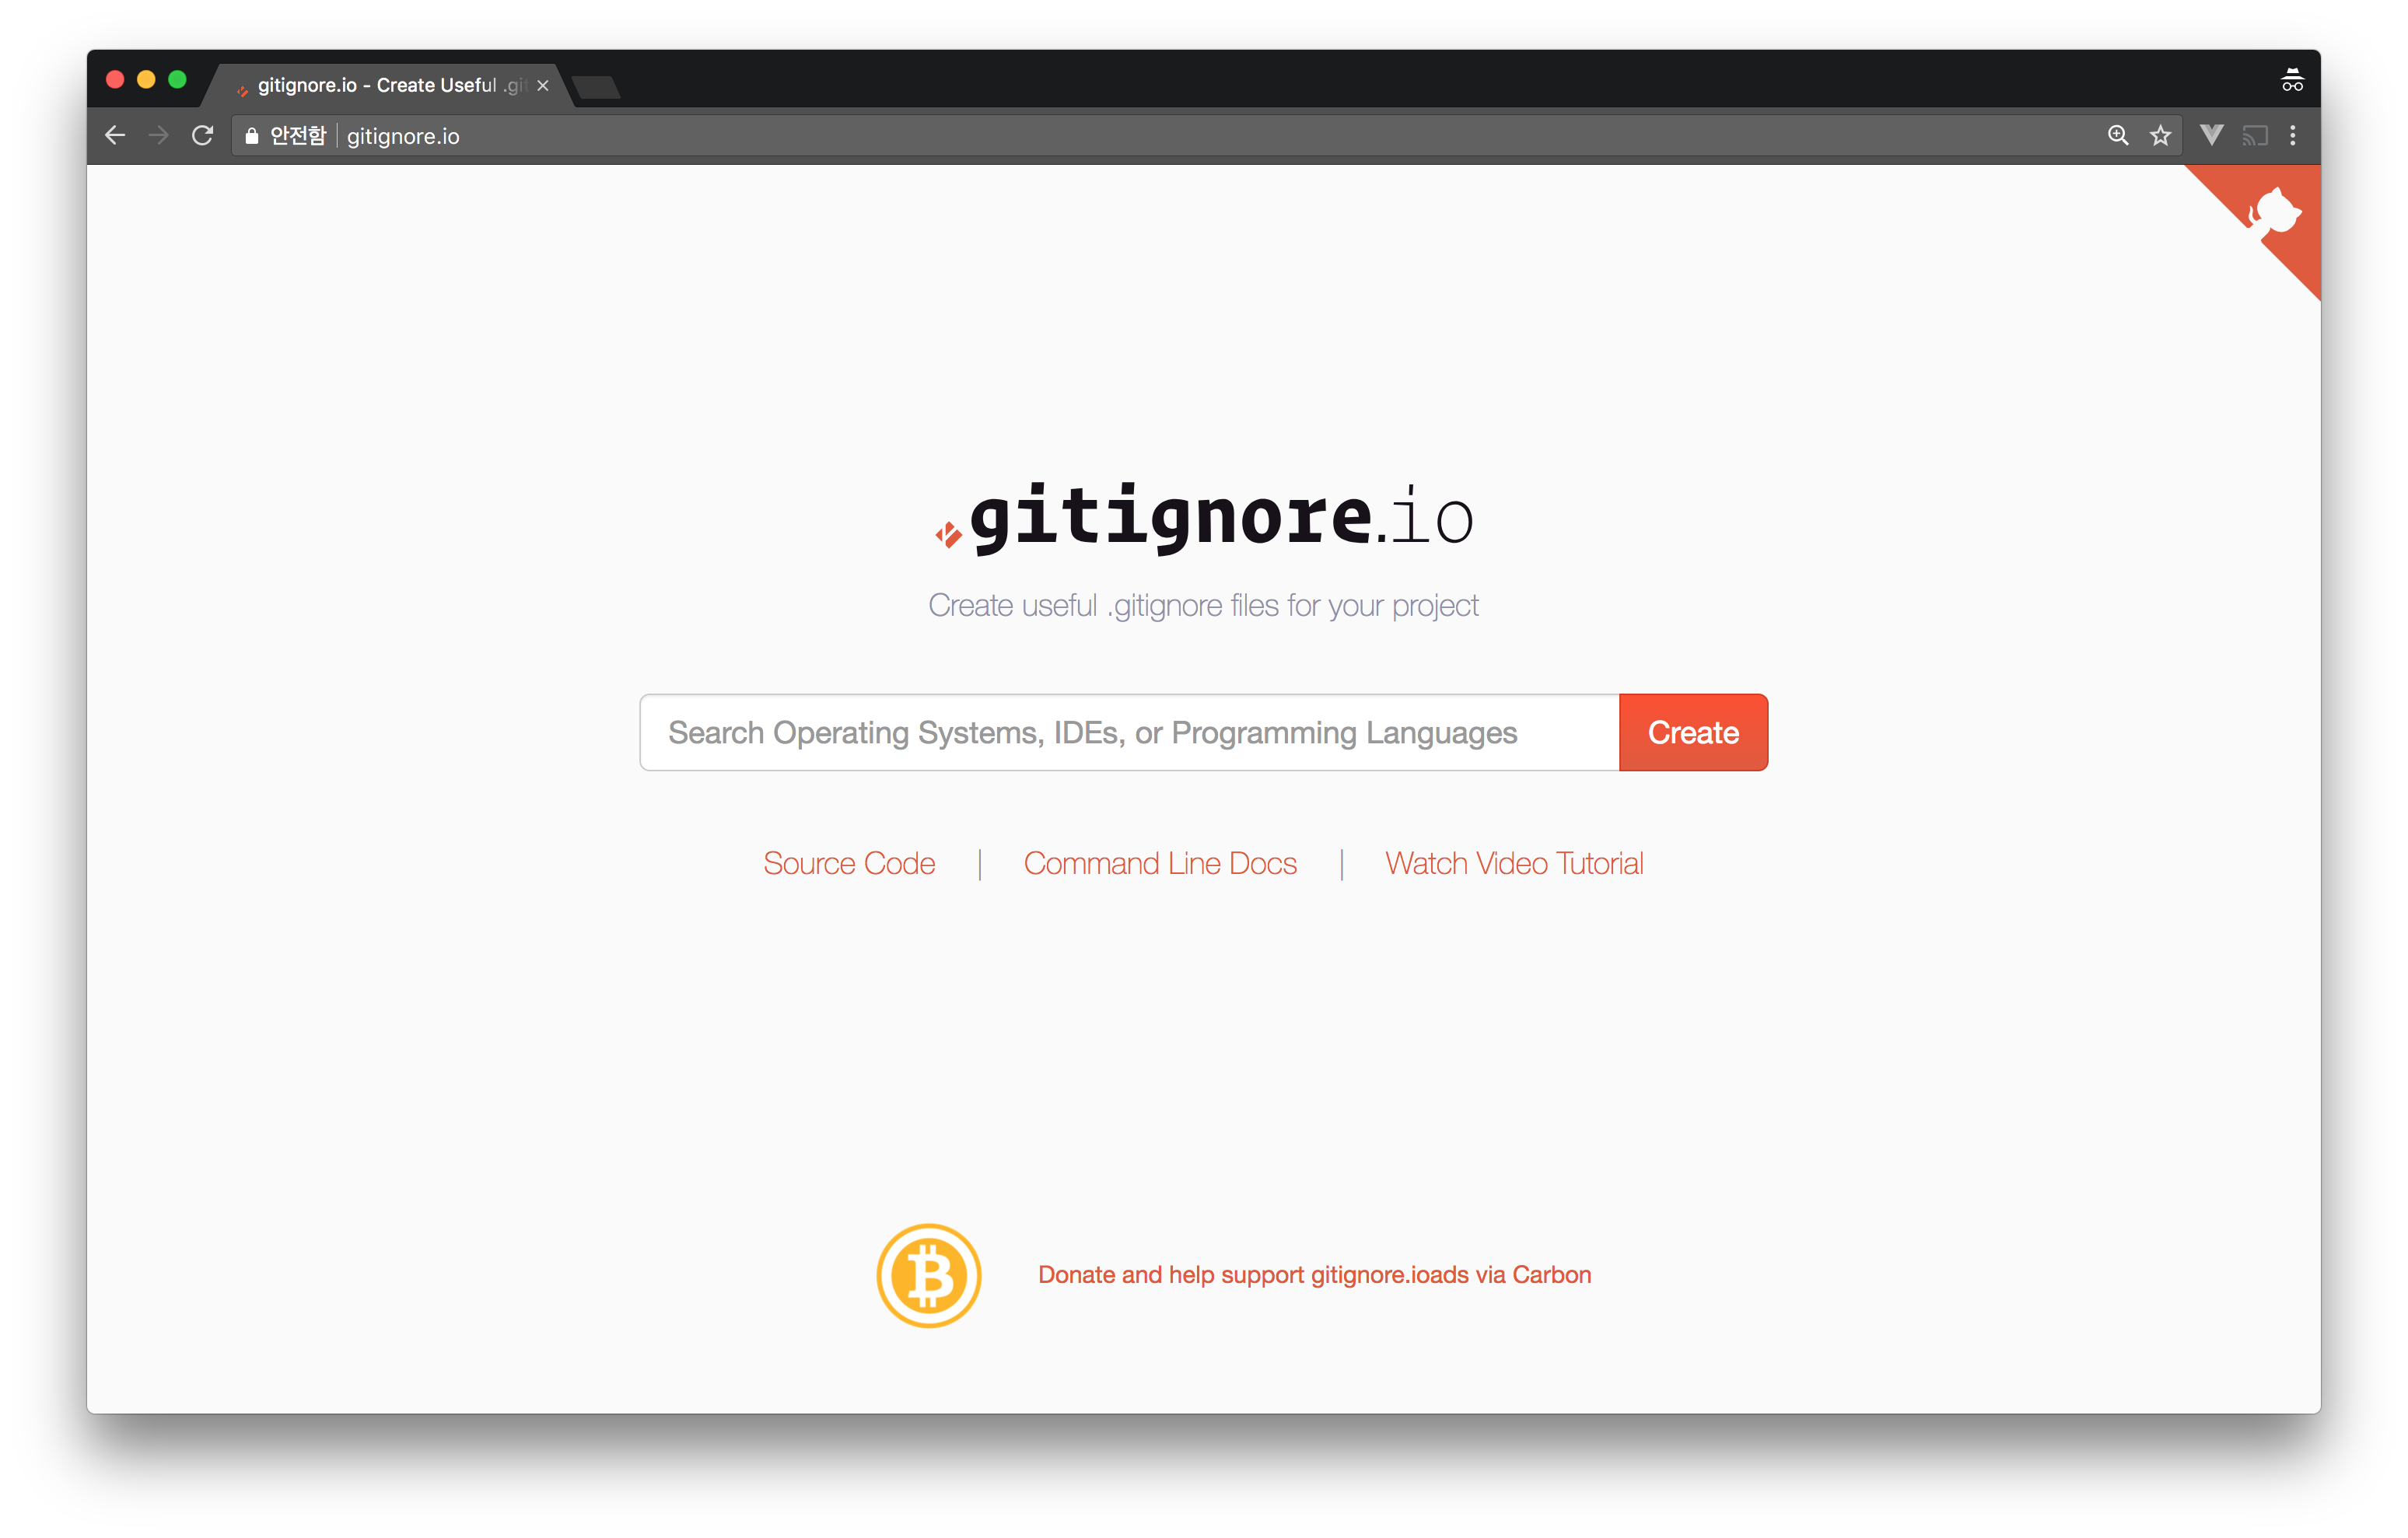 gitignore.io - Create Useful .gi
안전함 gitignore.io
.gitignore.io
Create useful .gitignore files for your project
Search Operating Systems, IDEs, or Programming Languages Create
Source Code | Command Line Docs | Watch Video Tutorial
Donate and help support gitignore.ioads via Carbon